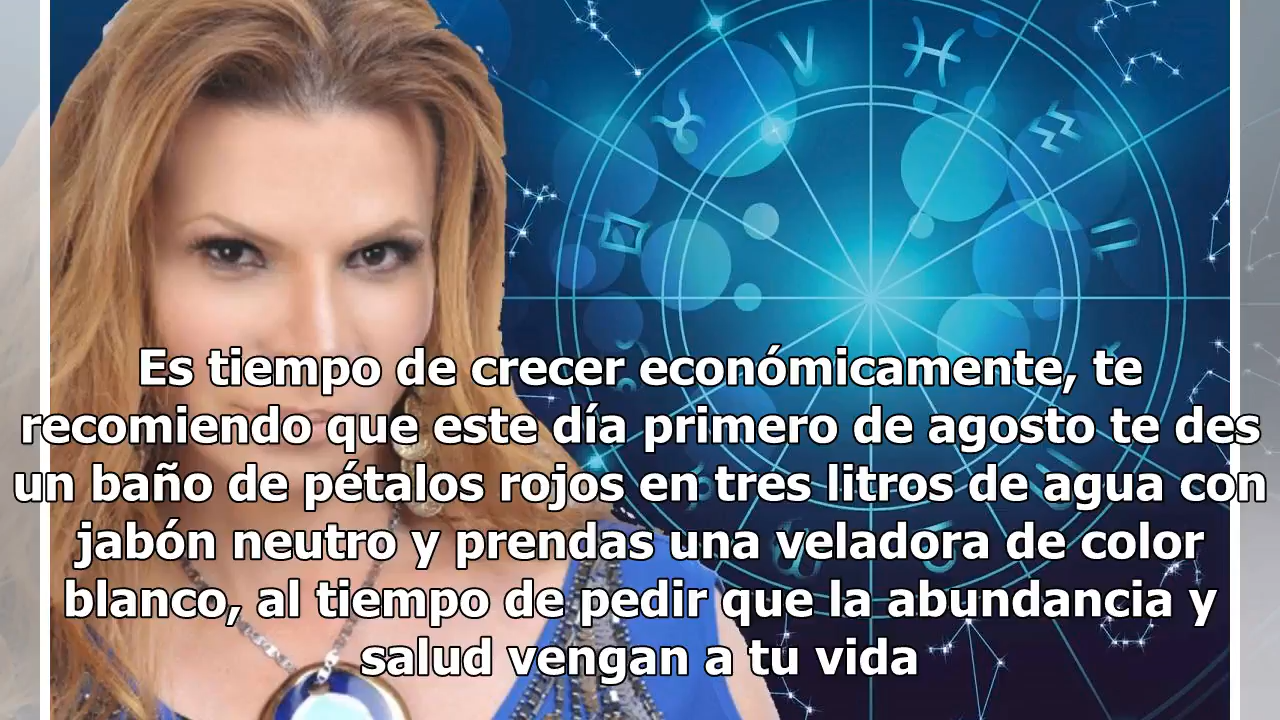 Es tiempo de crecer económicamente, te
recomiendo que este día primero de agosto te des
un baño de pétalos rojos en tres litros de agua con
jabón neutro y prendas una veladora de color
blanco, al tiempo de pedir que la abundancia y
salud vengan a tu vida